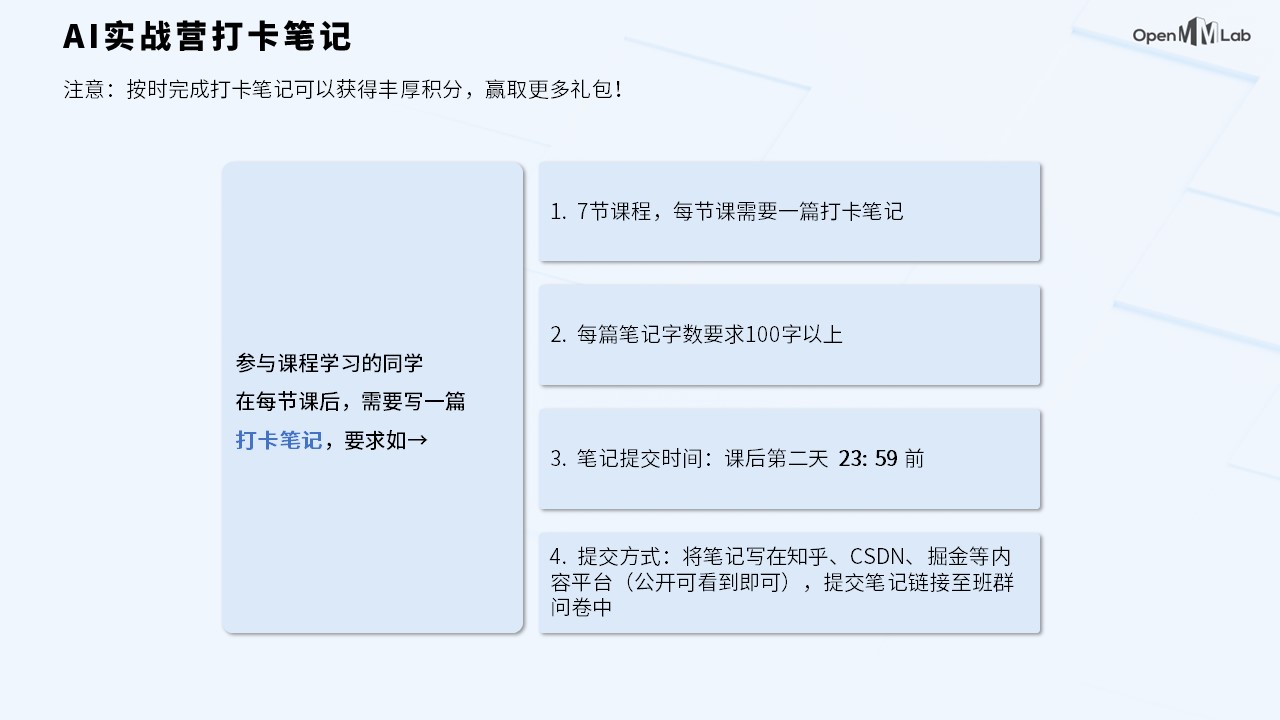 AI实战营打卡笔记
OpenMMLab
注意：按时完成打卡笔记可以获得丰厚积分，赢取更多礼包！
参与课程学习的同学
在每节课后，需要写一篇
打卡笔记，要求如→
1. 7节课程，每节课需要一篇打卡笔记
2. 每篇笔记字数要求100字以上
3. 笔记提交时间：课后第二天 23: 59 前
4. 提交方式：将笔记写在知乎、CSDN、掘金等内
容平台（公开可看到即可），提交笔记链接至班群
问卷中